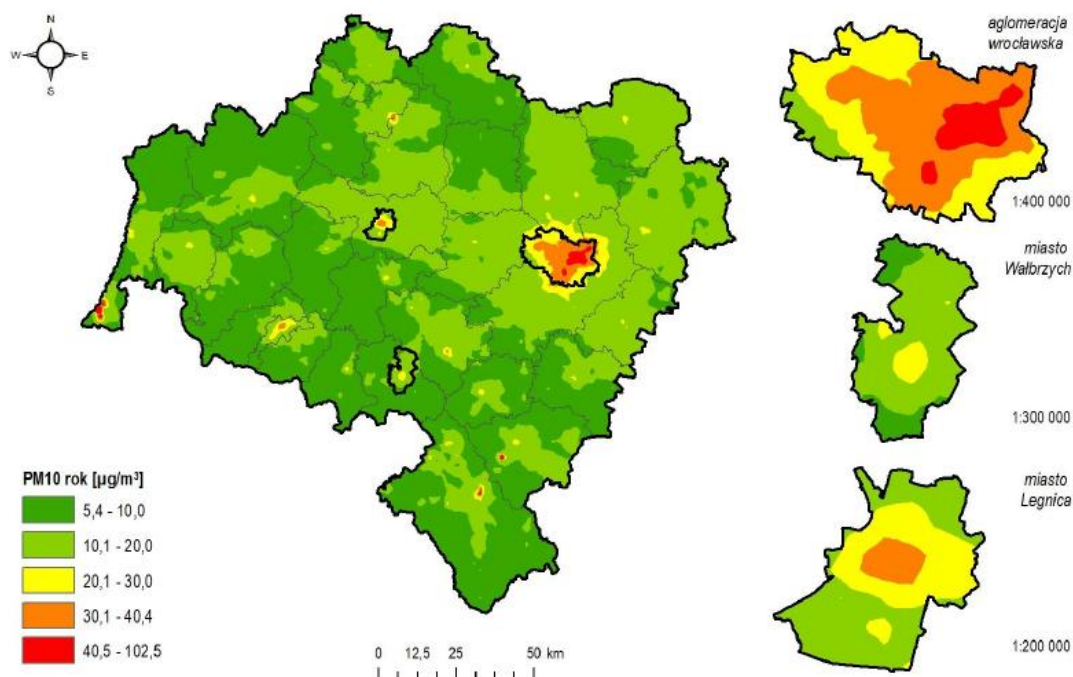 N
W E
S
aglomeracja
wrocławska
1:400 000
miasto
Wałbrzych
1:300 000
miasto
Legnica
1:200 000
PM10 rok [µg/m³]
5,4 - 10,0
10,1 - 20,0
20,1 - 30,0
30,1 - 40,4
40,5 - 102,5
0 12,5 25 50 km